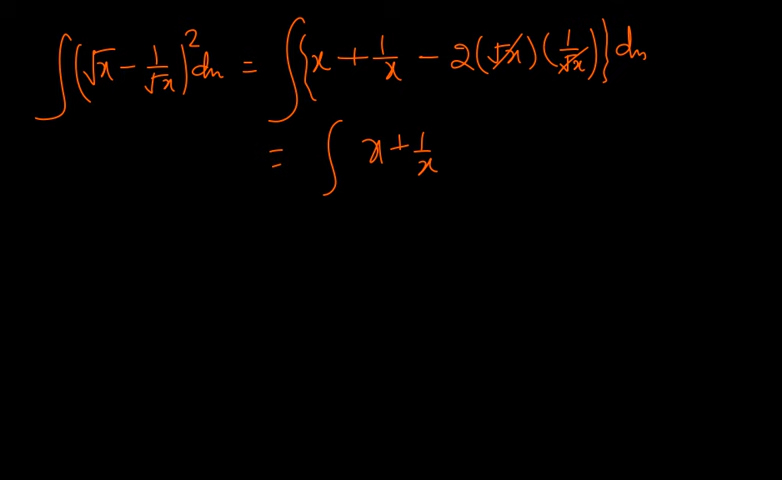 ∫(√x - 1/√x)² dx = ∫{x + 1/x - 2(√x)(1/√x)} dx
= ∫ x + 1/x